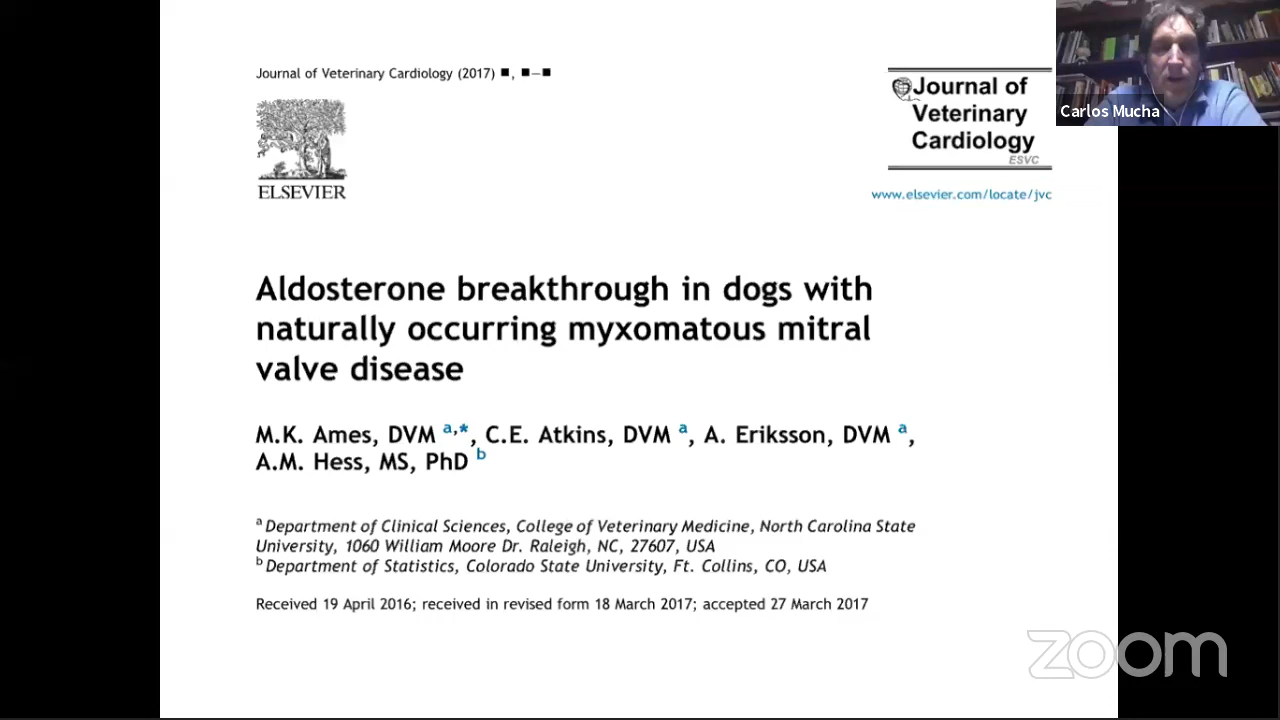 Journal of Veterinary Cardiology (2017) ■, ■–■
ELSEVIER
Journal of
Veterinary
Cardiology
ESVC
www.elsevier.com/locate/jvc
Carlos Mucha
Aldosterone breakthrough in dogs with
naturally occurring myxomatous mitral
valve disease
M.K. Ames, DVM a,*, C.E. Atkins, DVM a, A. Eriksson, DVM a,
A.M. Hess, MS, PhD b
a Department of Clinical Sciences, College of Veterinary Medicine, North Carolina State
University, 1060 William Moore Dr. Raleigh, NC, 27607, USA
b Department of Statistics, Colorado State University, Ft. Collins, CO, USA
Received 19 April 2016; received in revised form 18 March 2017; accepted 27 March 2017
zoom